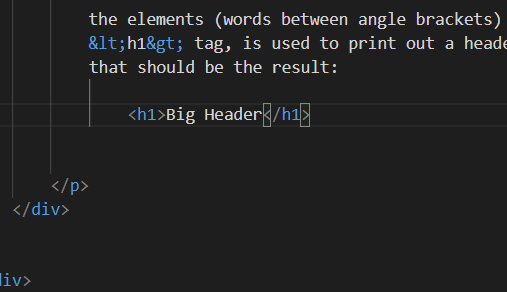 the elements (words between angle brackets)
&lt;h1&gt; tag, is used to print out a heade
that should be the result:
<h1>Big Header</h1>
</p>
</div>
div>